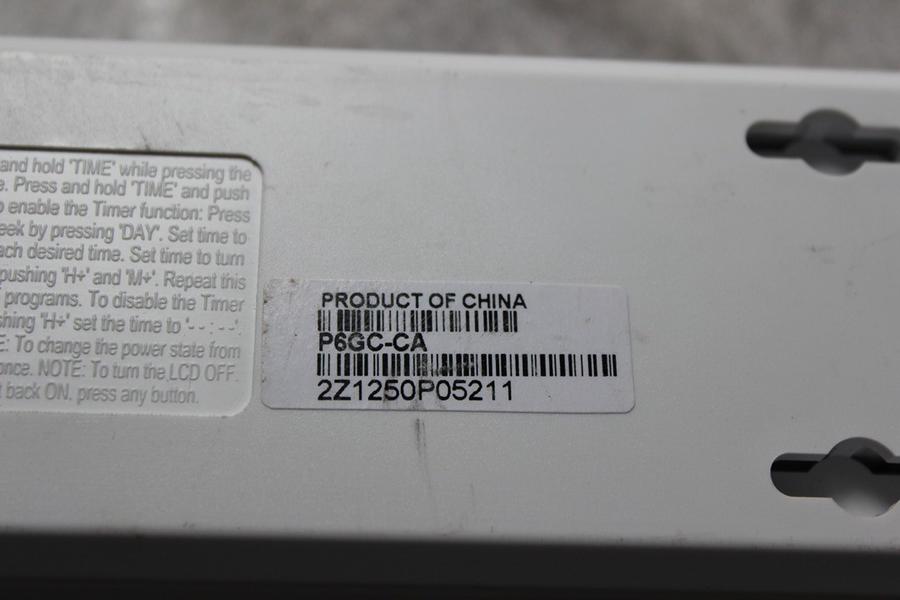 and hold 'TIME' while pressing the
e. Press and hold 'TIME' and push
o enable the Timer function: Press
eek by pressing 'DAY'. Set time to
ach desired time. Set time to turn
pushing 'H+' and 'M+'. Repeat this
programs. To disable the Timer
shing 'H+' set the time to '- - : - -'.
E: To change the power state from
once. NOTE: To turn the LCD OFF.
t back ON, press any button.
PRODUCT OF CHINA
P6GC-CA
2Z1250P05211